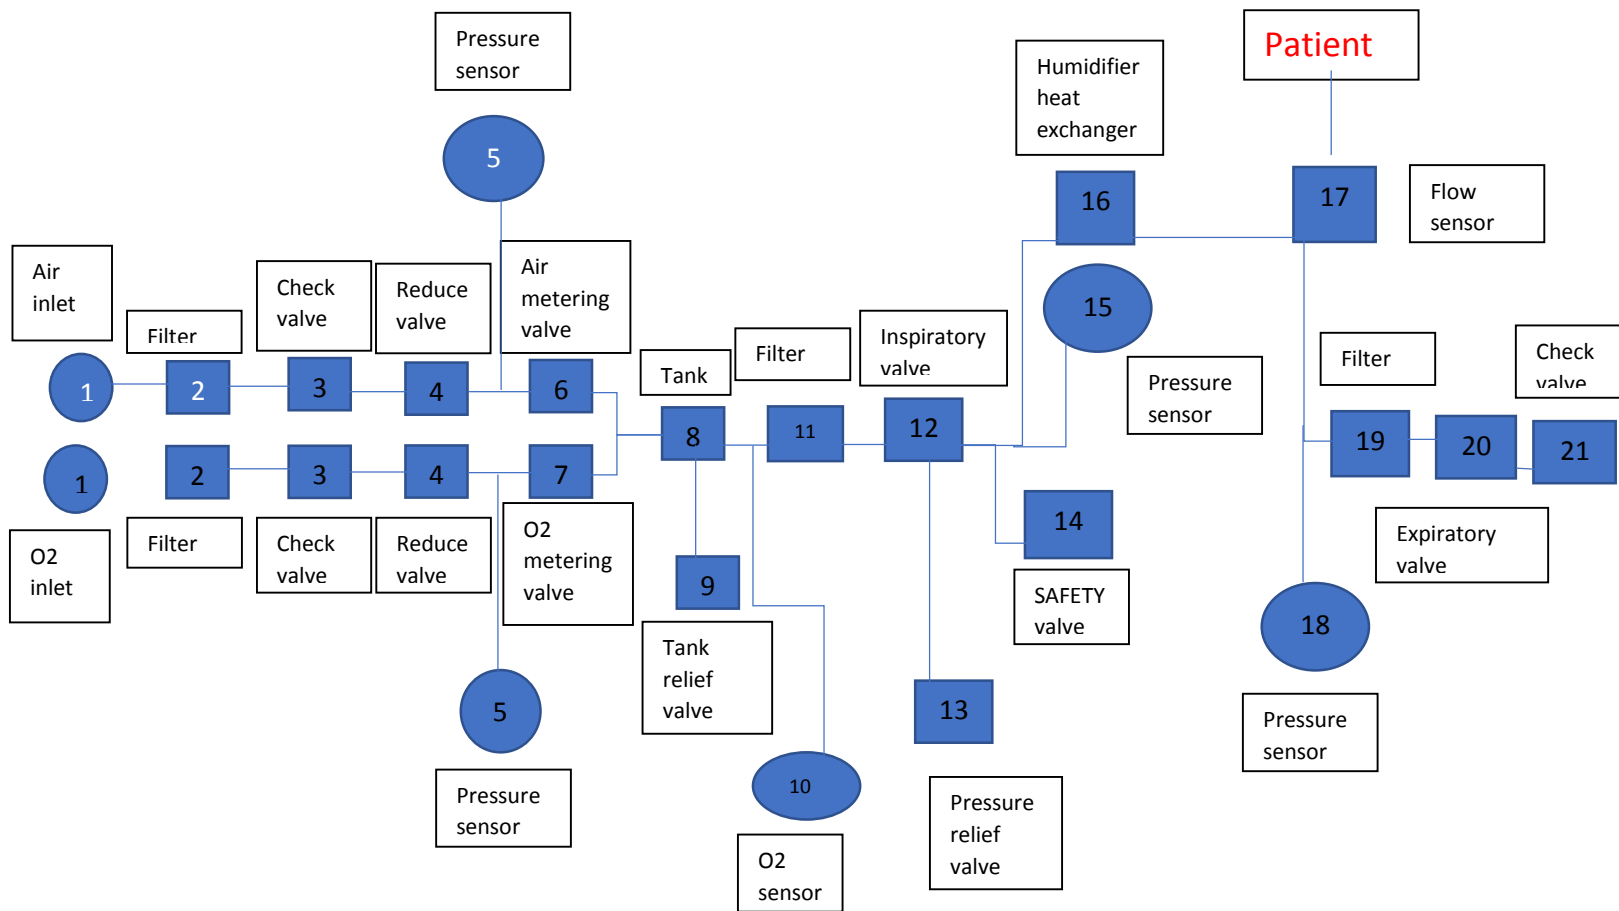 Pressure
sensor
Patient
Humidifier
heat
exchanger
5
16
17
Flow
sensor
Air
inlet
Filter
Check
valve
Reduce
valve
Air
metering
valve
15
Tank
Filter
Inspiratory
valve
Pressure
sensor
Filter
Check
valve
1
2
3
4
6
8
11
12
19
20
21
1
2
3
4
7
14
O2
inlet
Filter
Check
valve
Reduce
valve
O2
metering
valve
9
SAFETY
valve
Expiratory
valve
18
Tank
relief
valve
5
13
Pressure
sensor
Pressure
sensor
10
Pressure
relief
valve
O2
sensor